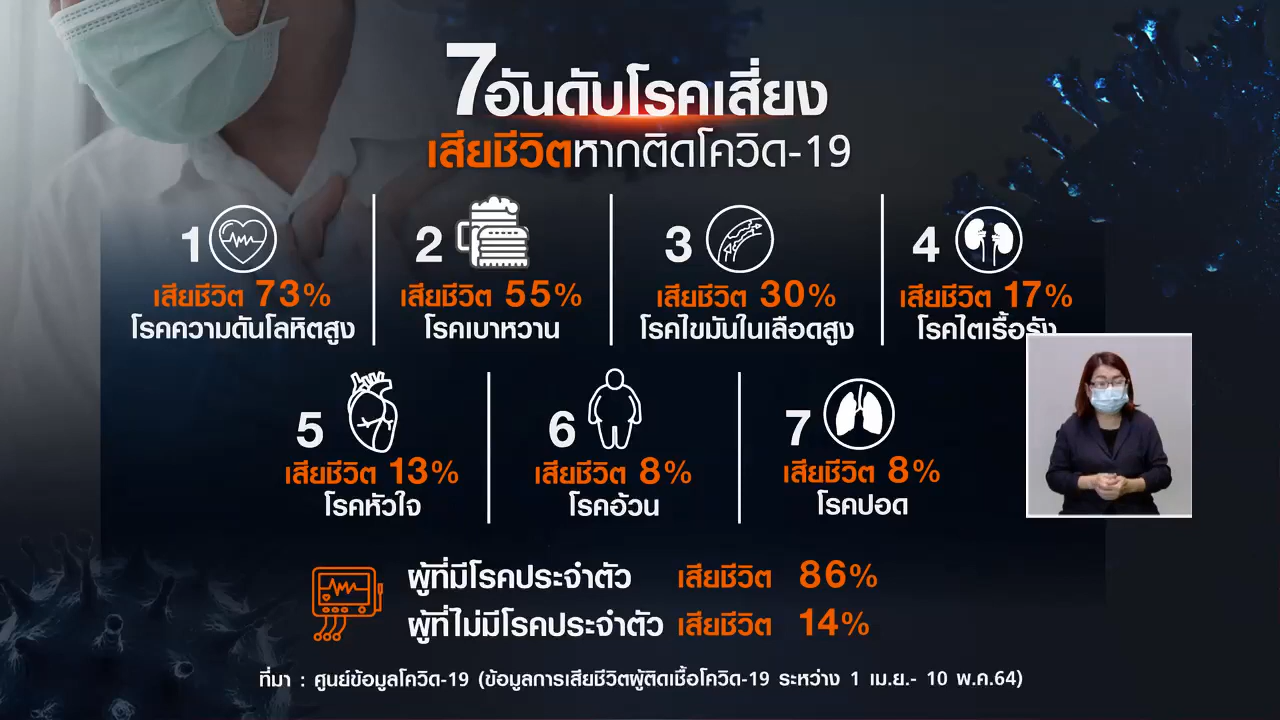 7อันดับโรคเสี่ยง
เสียชีวิตหากติดโควิด-19
1
เสียชีวิต 73%
โรคความดันโลหิตสูง
2
เสียชีวิต 55%
โรคเบาหวาน
3
เสียชีวิต 30%
โรคไขมันในเลือดสูง
4
เสียชีวิต 17%
โรคไตเรื้อรัง
5
เสียชีวิต 13%
โรคหัวใจ
6
เสียชีวิต 8%
โรคอ้วน
7
เสียชีวิต 8%
โรคปอด
ผู้ที่มีโรคประจำตัว เสียชีวิต 86%
ผู้ที่ไม่มีโรคประจำตัว เสียชีวิต 14%
ที่มา : ศูนย์ข้อมูลโควิด-19 (ข้อมูลการเสียชีวิตผู้ติดเชื้อโควิด-19 ระหว่าง 1 เม.ย.- 10 พ.ค.64)